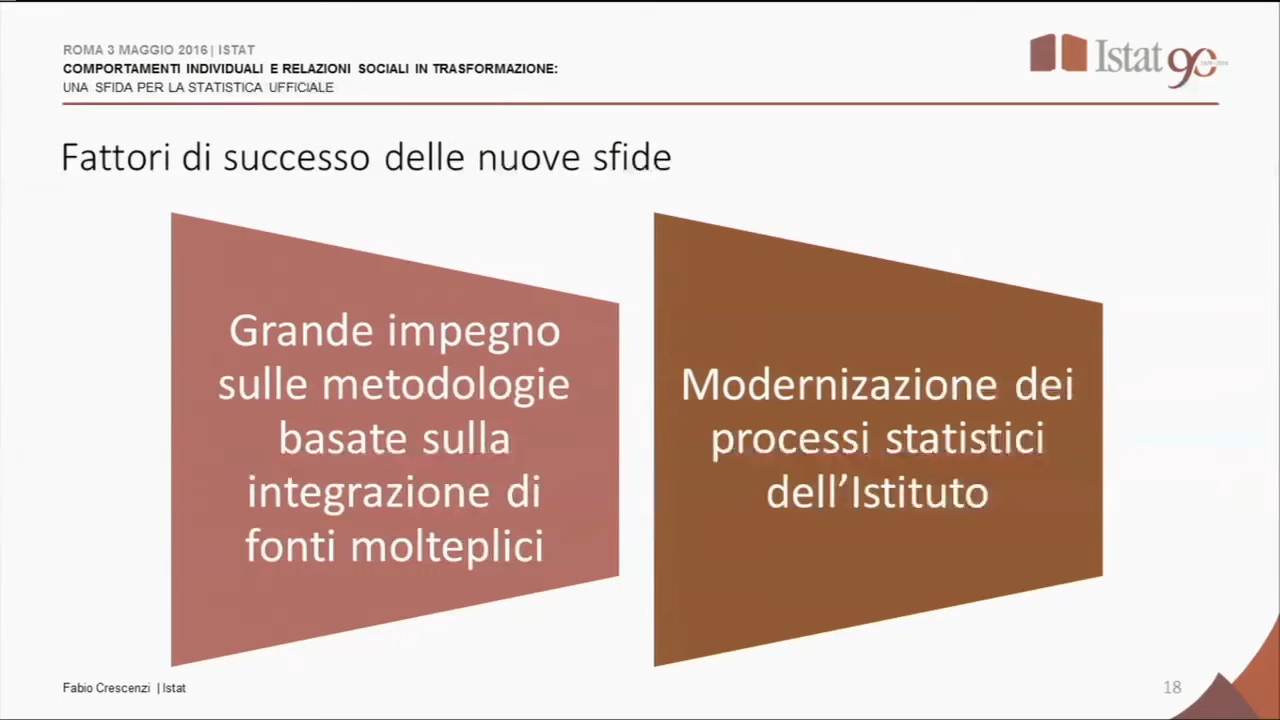 ROMA 3 MAGGIO 2016| ISTAT
COMPORTAMENTI INDIVIDUALI E RELAZIONI SOCIALI IN TRASFORMAZIONE:
UNA SFIDA PER LA STATISTICA UFFICIALE
Istat 90
Fattori di successo delle nuove sfide
Grande impegno
sulle metodologie
basate sulla
integrazione di
fonti molteplici
Modernizazione dei
processi statistici
dell’Istituto
Fabio Crescenzi | Istat
18